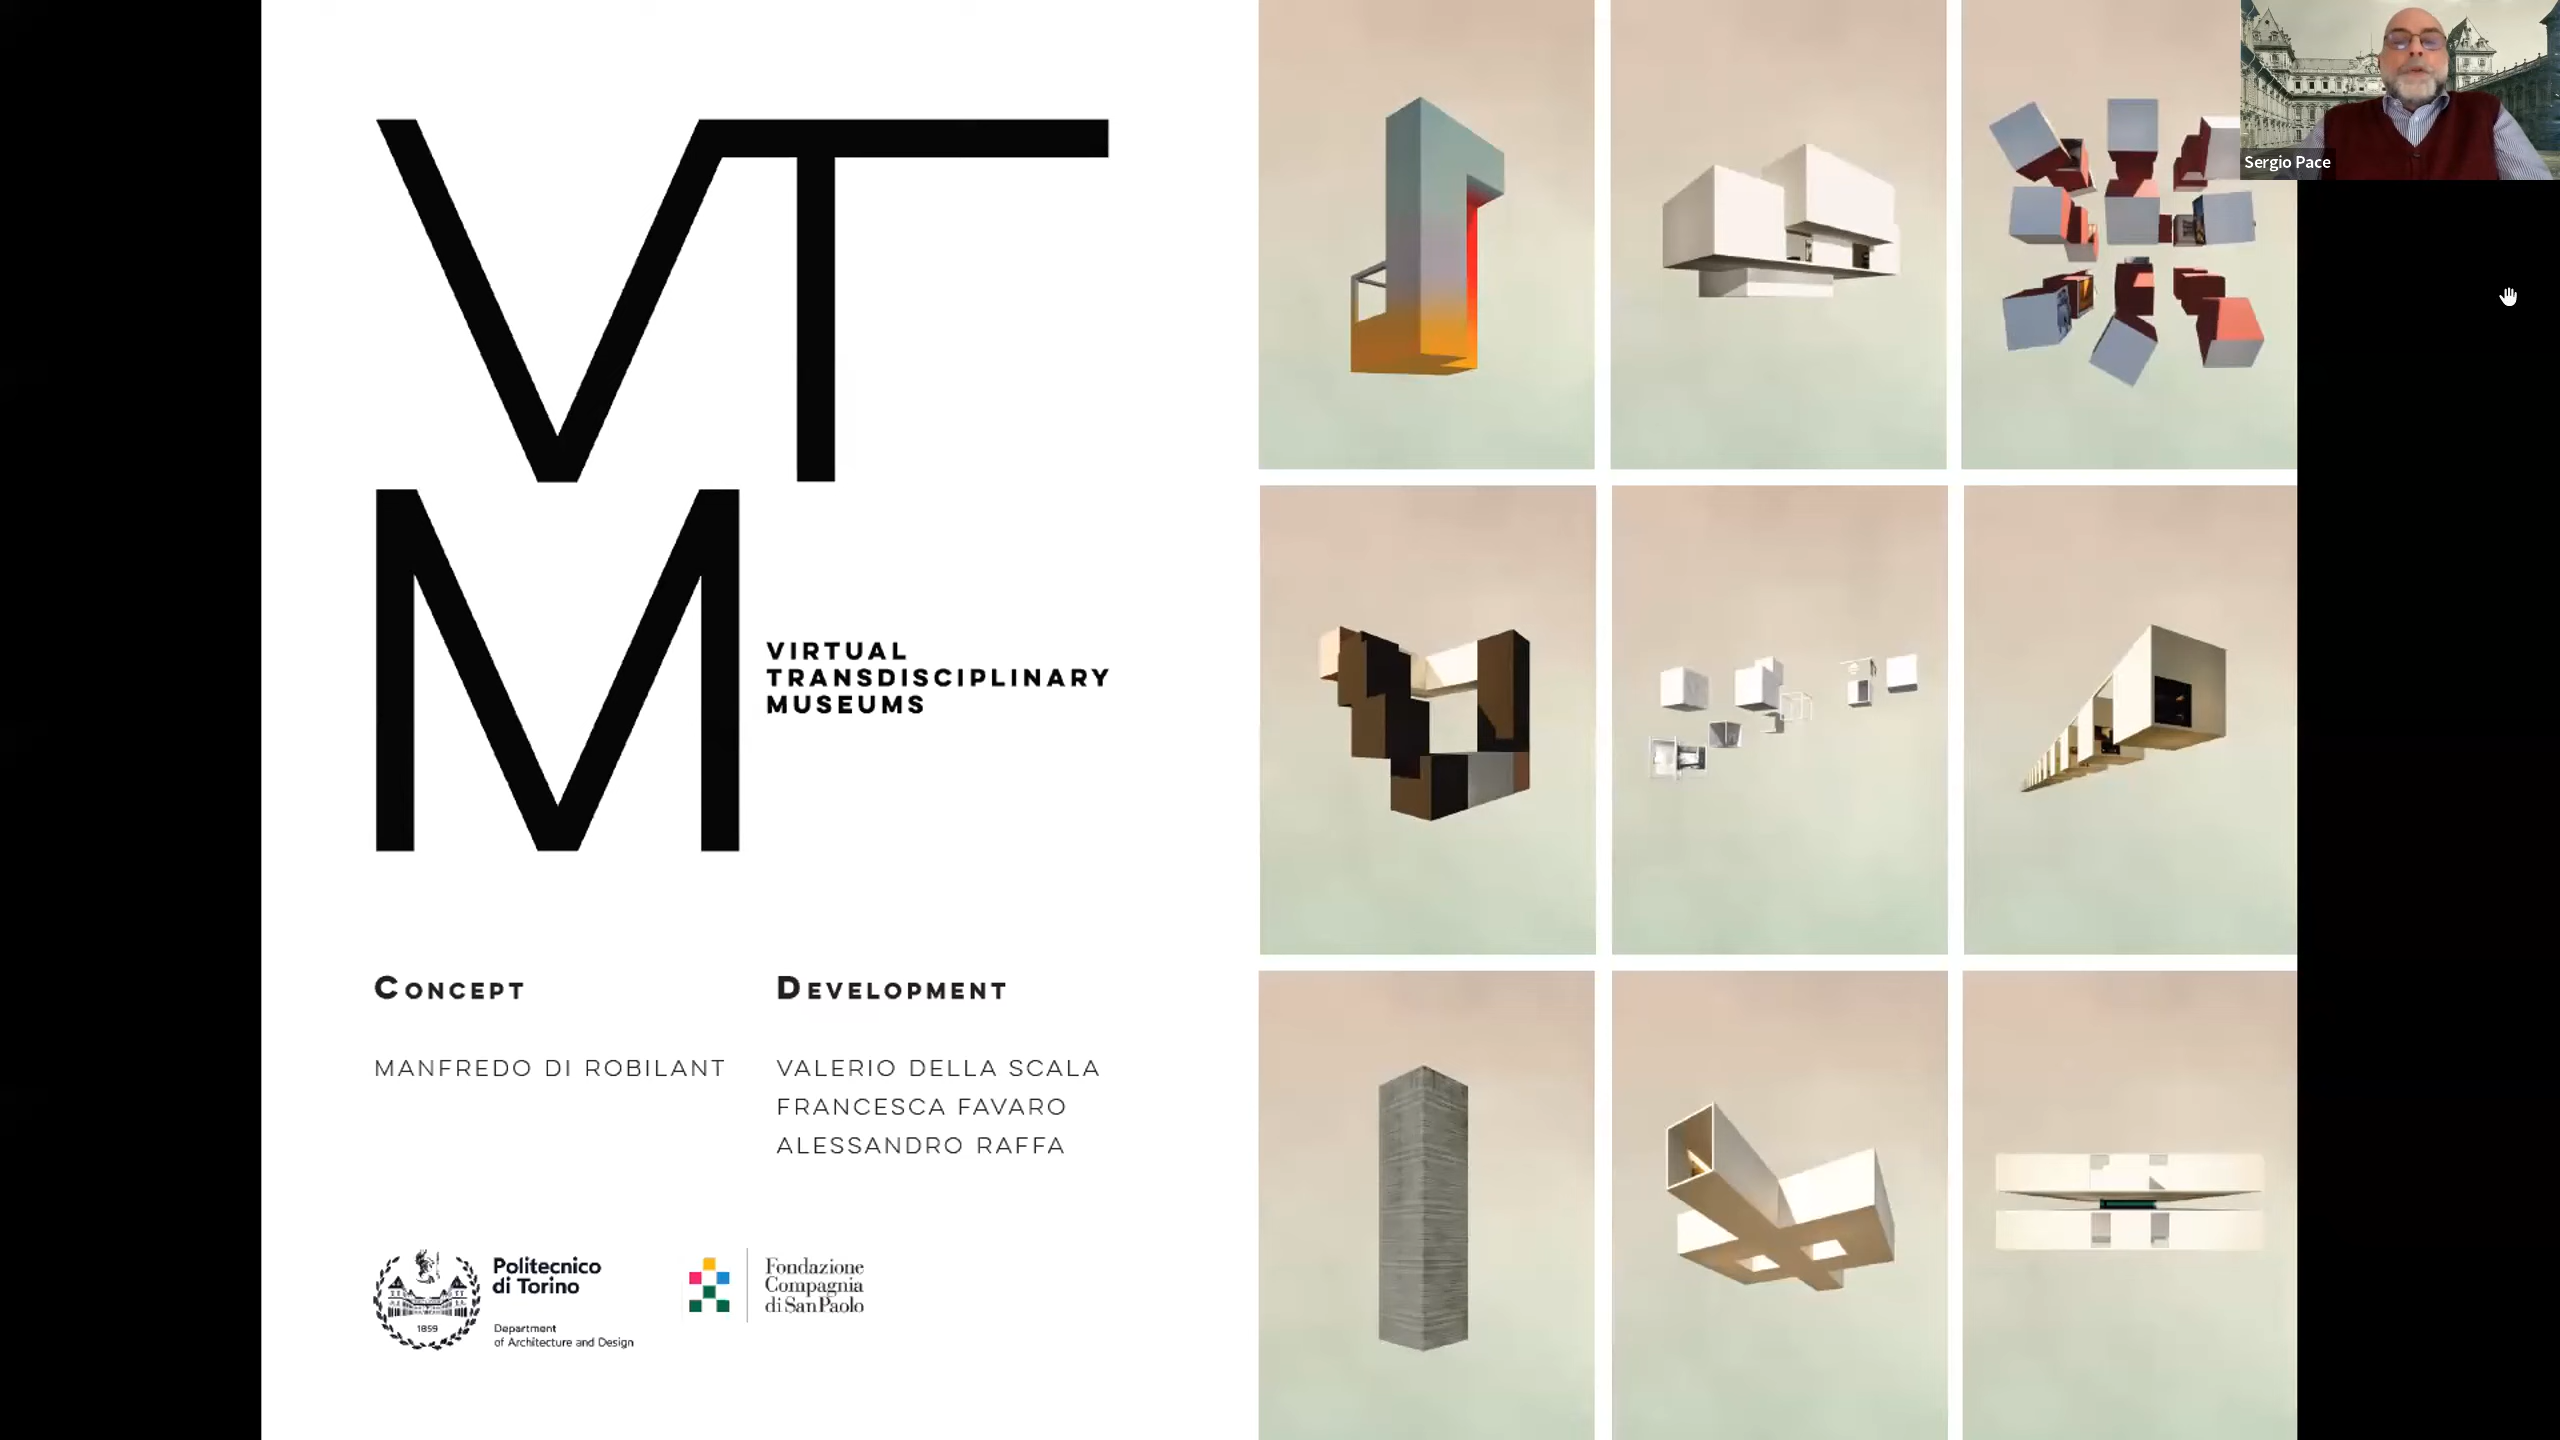 VT
M
VIRTUAL
TRANSDISCIPLINARY
MUSEUMS
CONCEPT
MANFREDO DI ROBILANT
DEVELOPMENT
VALERIO DELLA SCALA
FRANCESCA FAVARO
ALESSANDRO RAFFA
1859
Politecnico
di Torino
Department
of Architecture and Design
Fondazione
Compagnia
di San Paolo
Sergio Pace